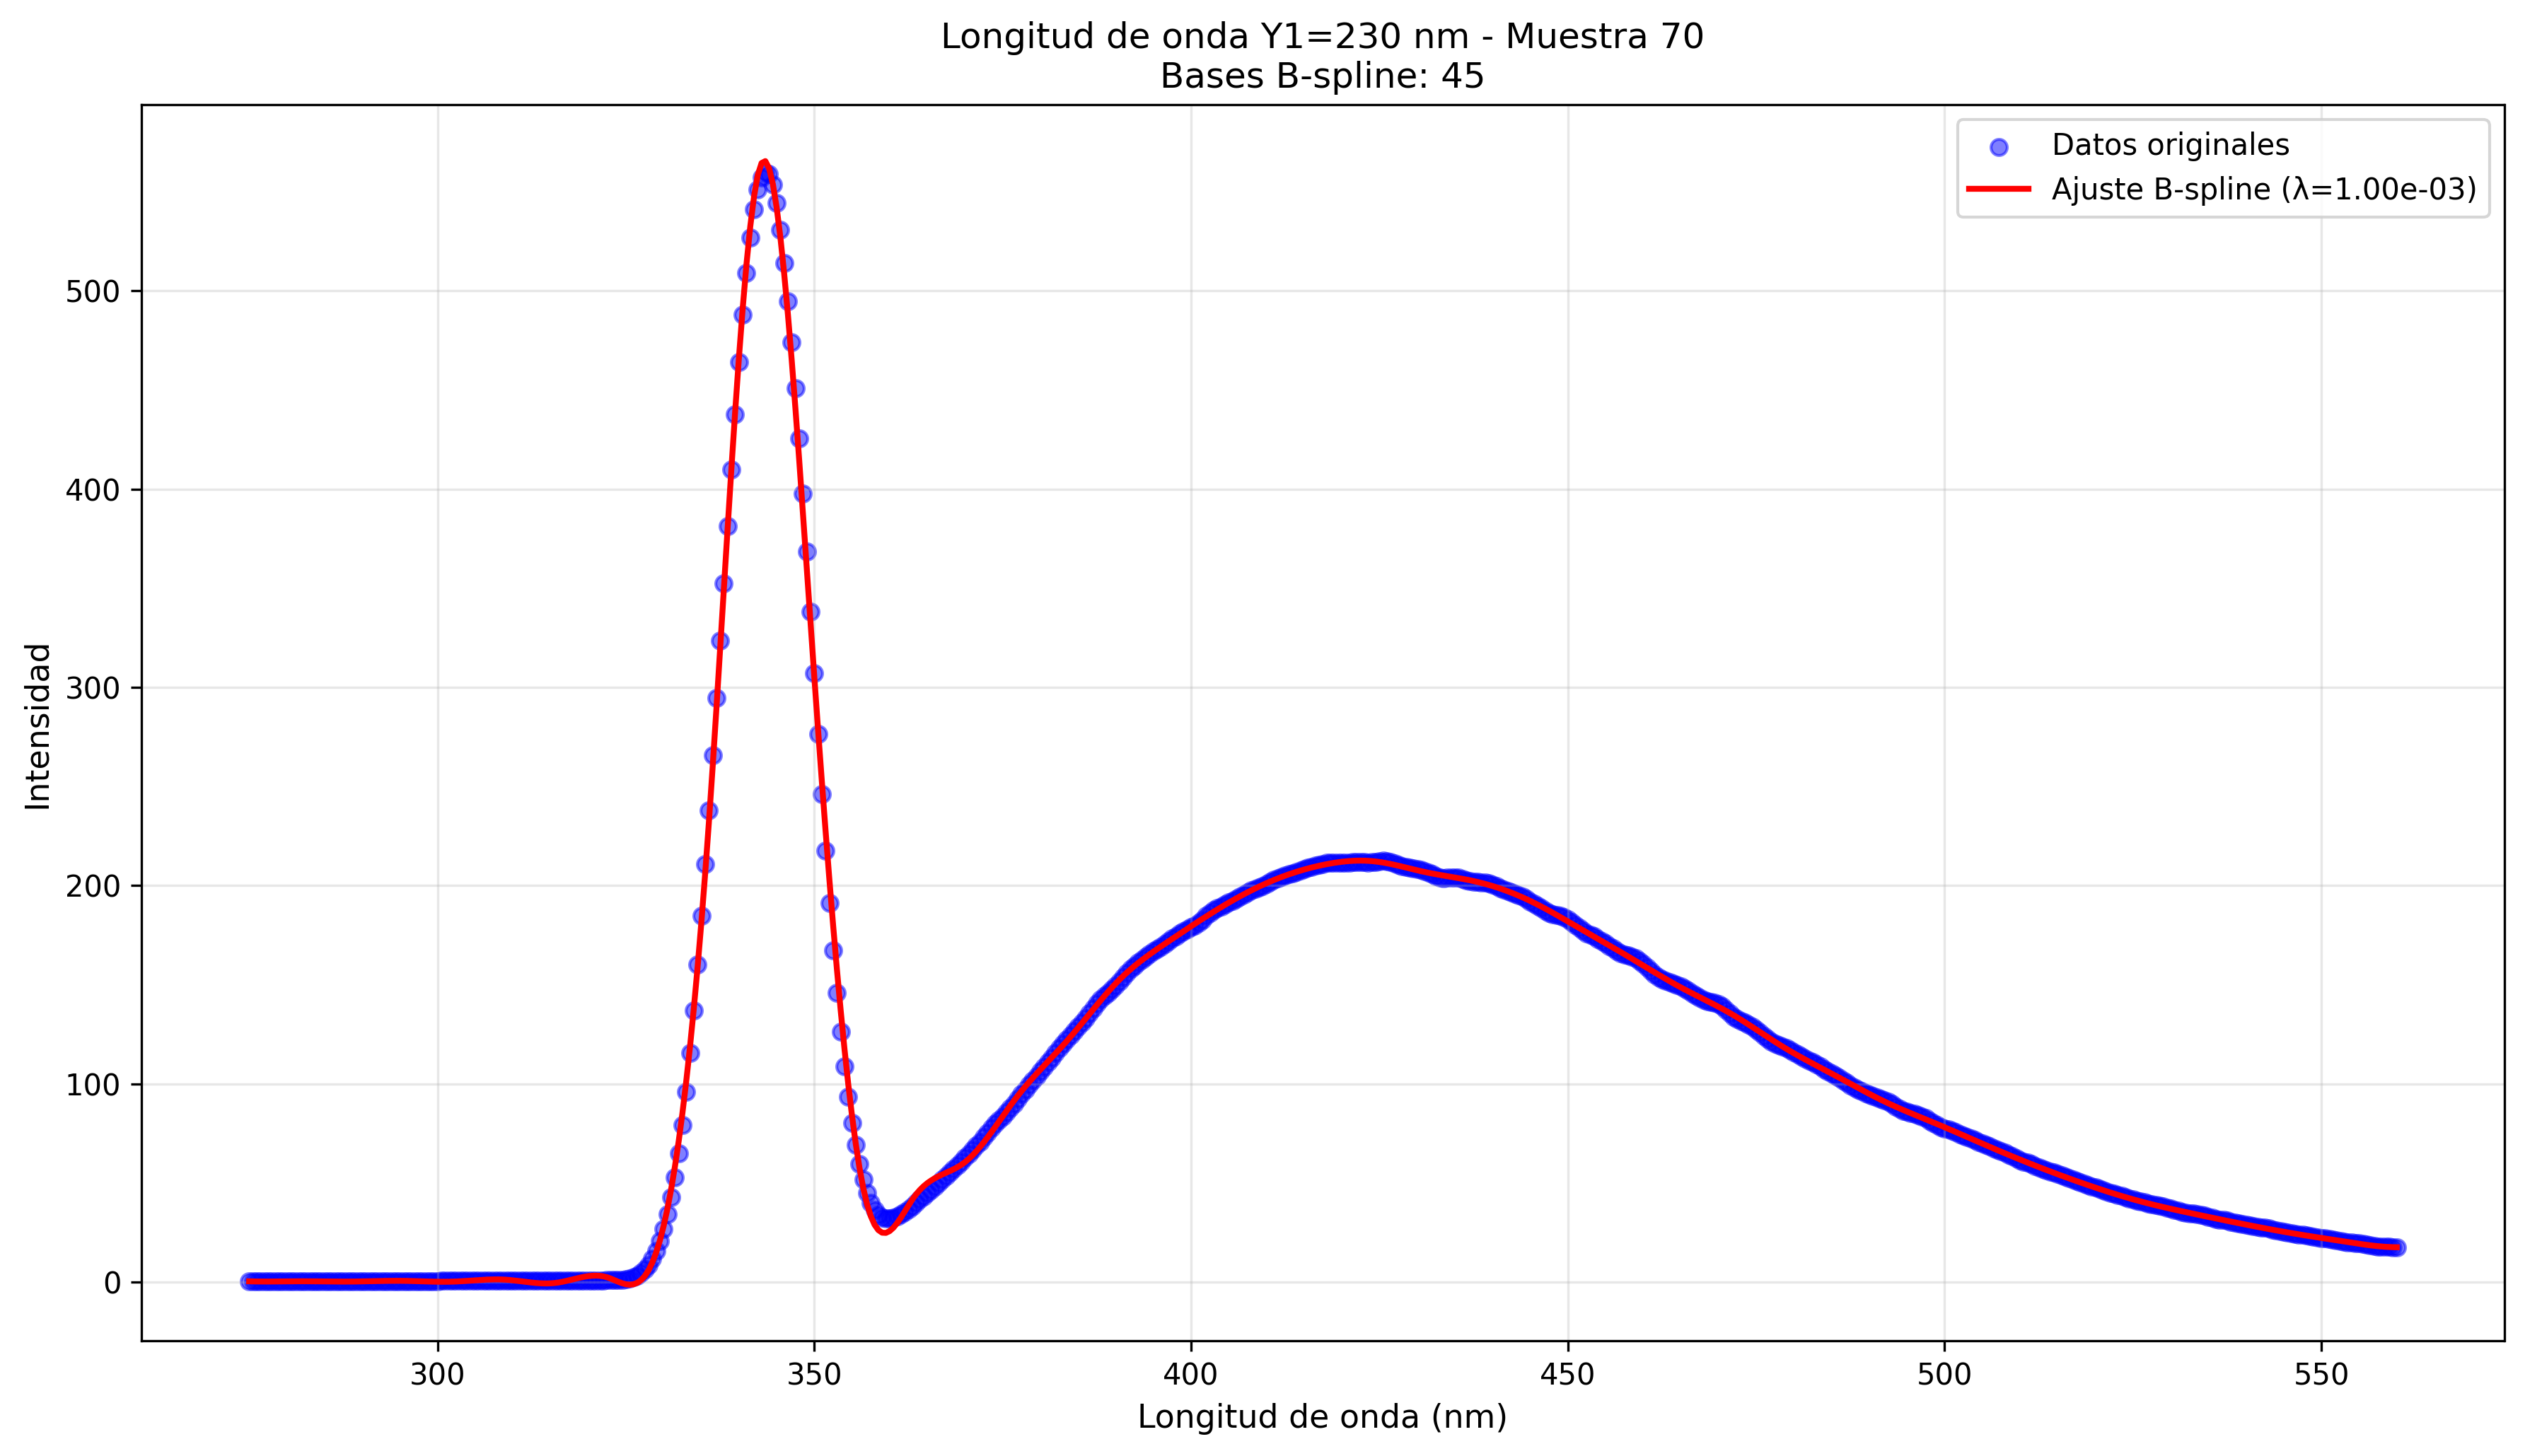 Longitud de onda Y1=230 nm - Muestra 70
Bases B-spline: 45
Datos originales
Ajuste B-spline (λ=1.00e-03)
Intensidad
500
400
300
200
100
0
300
350
400
450
500
550
Longitud de onda (nm)